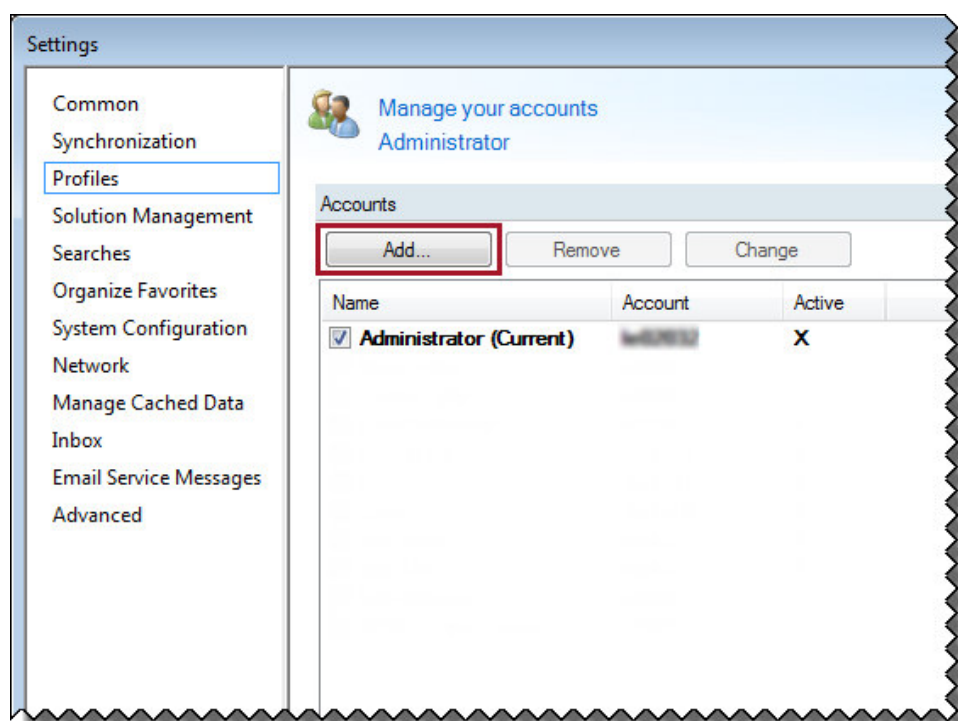 Settings
Common
Synchronization
Profiles
Solution Management
Searches
Organize Favorites
System Configuration
Network
Manage Cached Data
Inbox
Email Service Messages
Advanced
Manage your accounts
Administrator
Accounts
Add... Remove Change
Name Account Active
Administrator (Current) X